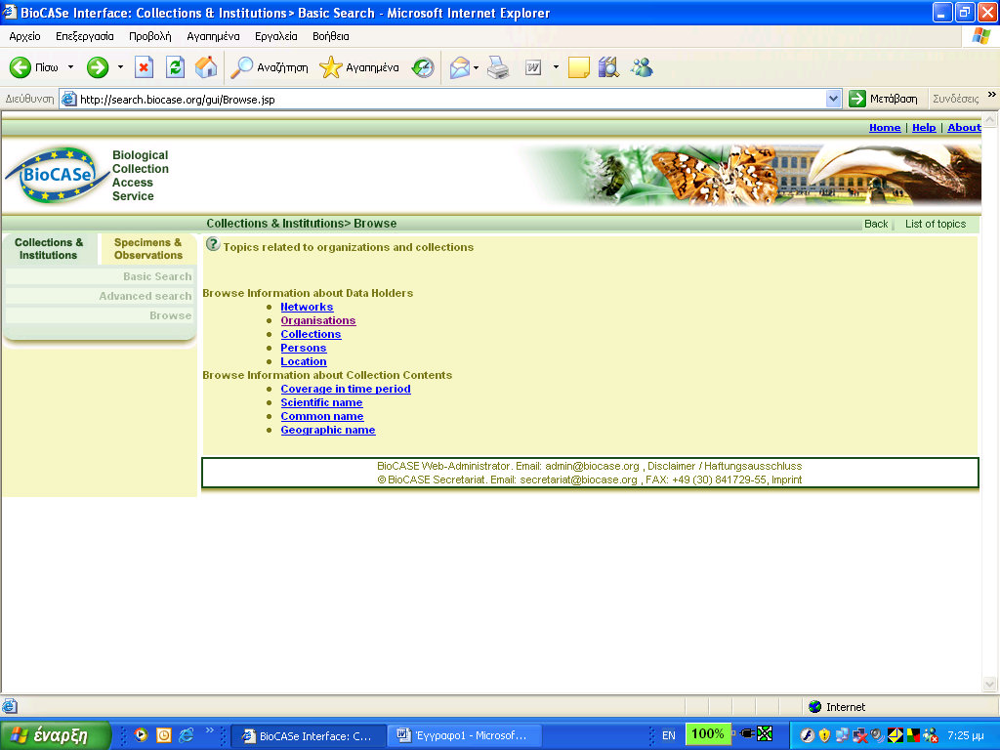 BioCASe Interface: Collections & Institutions> Basic Search - Microsoft Internet Explorer
Αρχείο Επεξεργασία Προβολή Αγαπημένα Εργαλεία Βοήθεια
Πίσω Αναζήτηση Αγαπημένα
Διεύθυνση http://search.biocase.org/gui/Browse.jsp Μετάβαση Συνδέσεις »
Home | Help | About
BioCASe
Biological
Collection
Access
Service
Collections & Institutions> Browse Back | List of topics
Collections & Institutions
Specimens & Observations
Basic Search
Advanced search
Browse
? Topics related to organizations and collections
Browse Information about Data Holders
• Networks
• Organisations
• Collections
• Persons
• Location
Browse Information about Collection Contents
• Coverage in time period
• Scientific name
• Common name
• Geographic name
BioCASE Web-Administrator. Email: admin@biocase.org , Disclaimer / Haftungsausschluss
© BioCASE Secretariat. Email: secretariat@biocase.org , FAX: +49 (30) 841729-55, Imprint
Internet
έναρξη » BioCASe Interface: C... Έγγραφο1 - Microsof... EN 100% 7:25 μμ